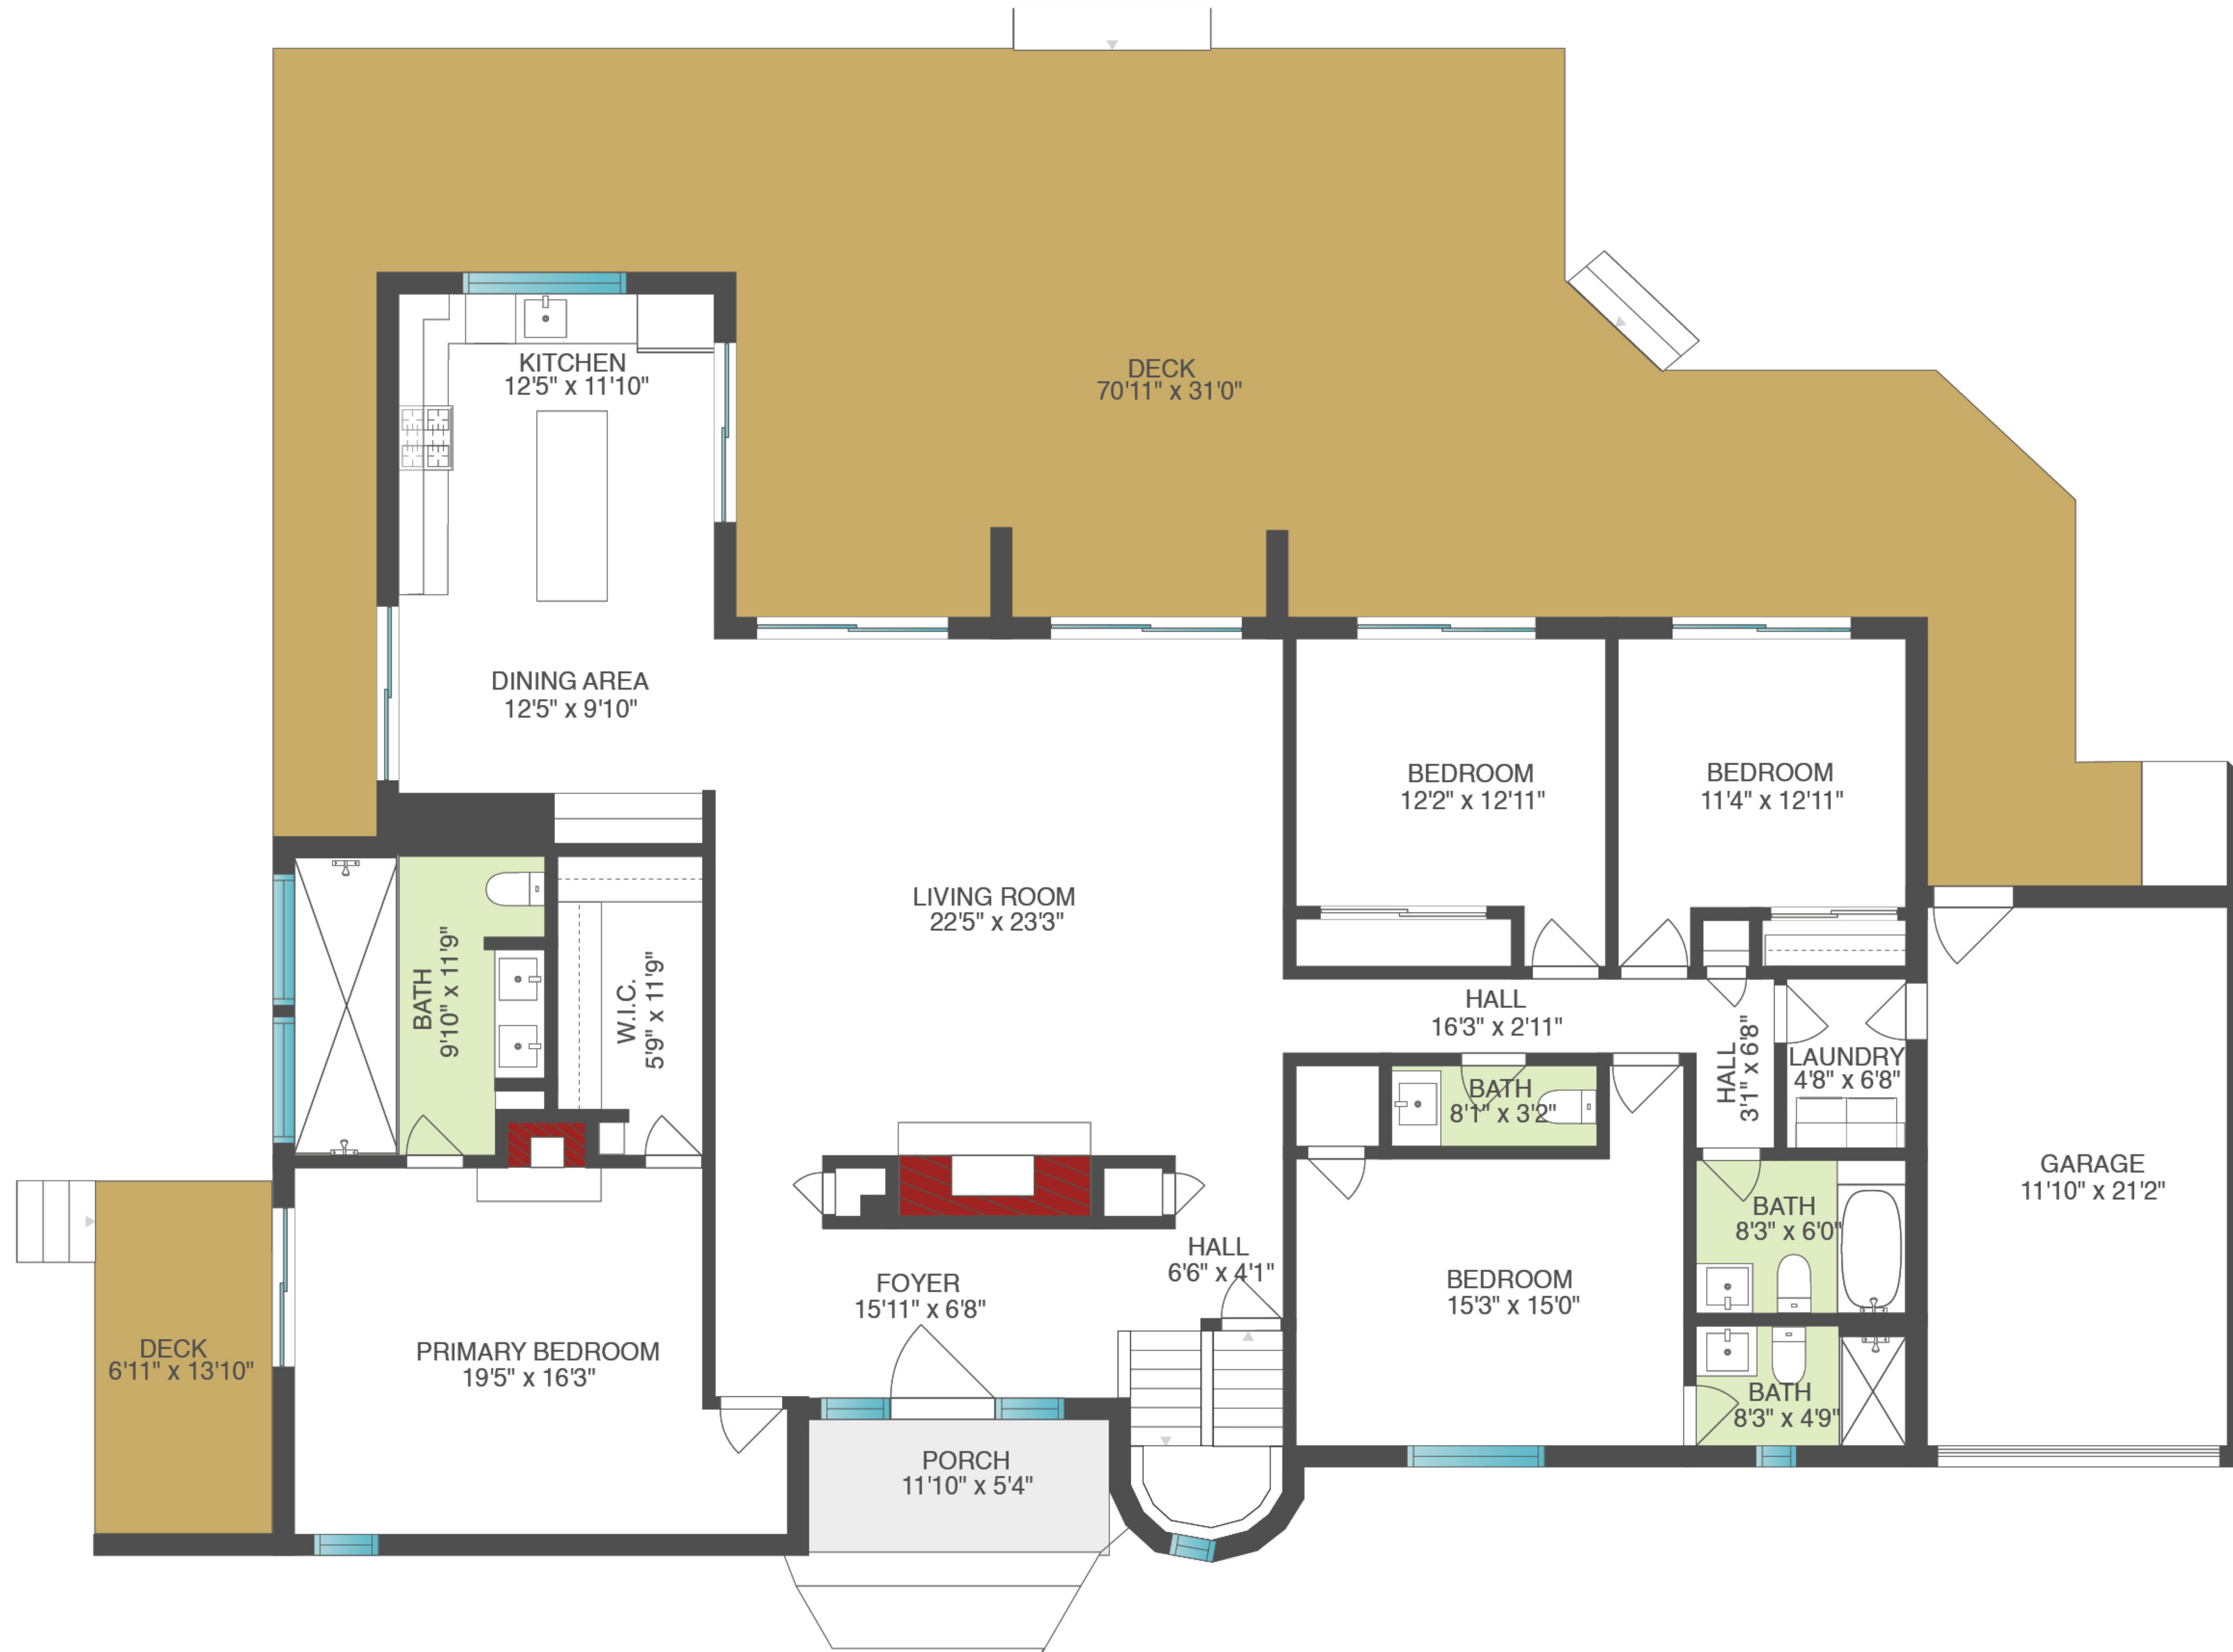 DECK
70'11" x 31'0"
KITCHEN
12'5" x 11'10"
DINING AREA
12'5" x 9'10"
LIVING ROOM
22'5" x 23'3"
BEDROOM
12'2" x 12'11"
BEDROOM
11'4" x 12'11"
BATH
9'10" x 11'9"
W.I.C.
5'9" x 11'9"
HALL
16'3" x 2'11"
HALL
3'1" x 6'8"
LAUNDRY
4'8" x 6'8"
BATH
8'1" x 3'2"
GARAGE
11'10" x 21'2"
BATH
8'3" x 6'0"
HALL
6'6" x 4'1"
FOYER
15'11" x 6'8"
BEDROOM
15'3" x 15'0"
DECK
6'11" x 13'10"
PRIMARY BEDROOM
19'5" x 16'3"
BATH
8'3" x 4'9"
PORCH
11'10" x 5'4"